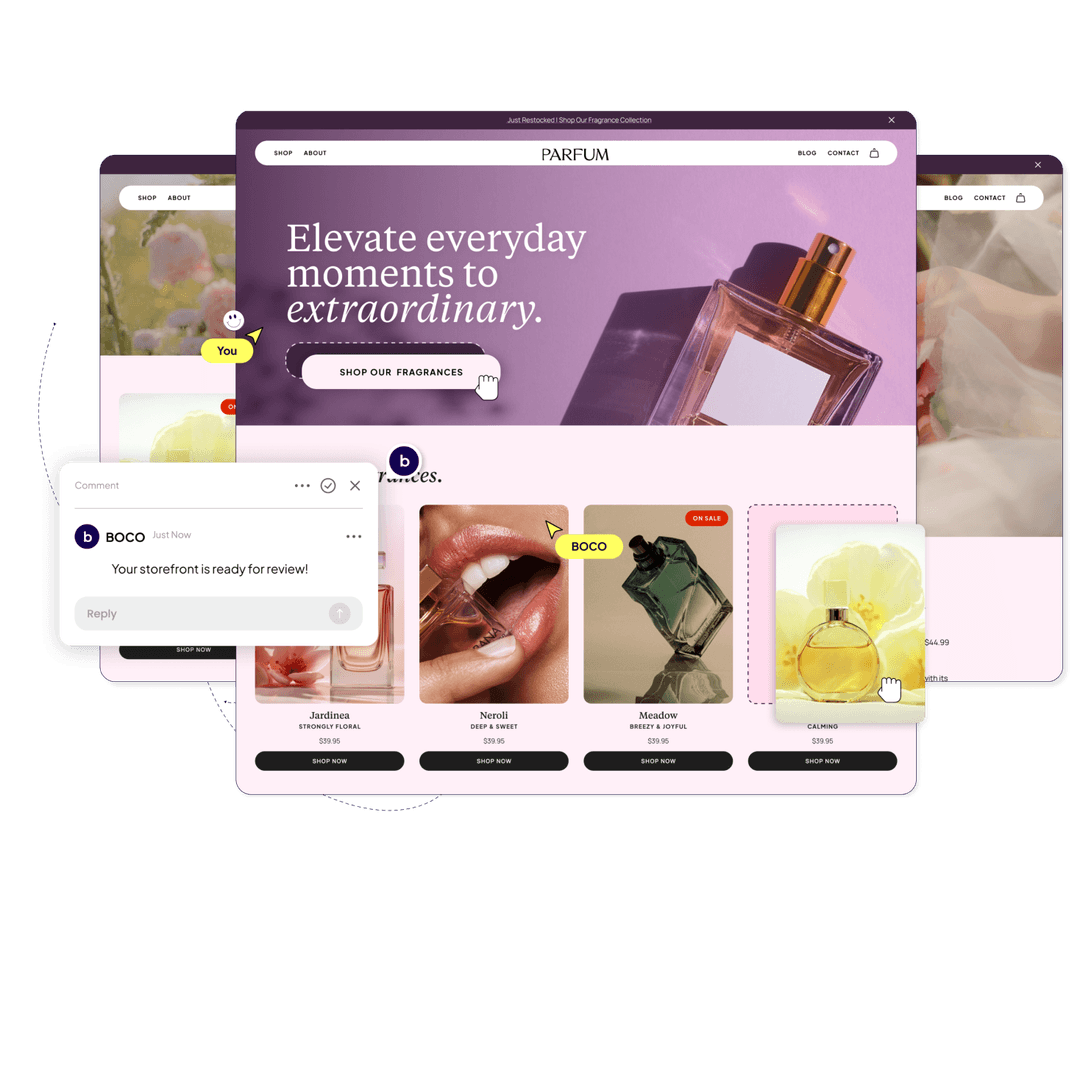 Just Restocked | Shop Our Fragrance Collection
SHOP ABOUT
PARFUM
BLOG CONTACT
SHOP ABOUT
BLOG CONTACT
Elevate everyday
moments to
extraordinary.
You
SHOP OUR FRAGRANCES
b
Comment
b BOCO Just Now
Your storefront is ready for review!
Reply
SHOP NOW
BOCO
ON SALE
Jardinea
STRONGLY FLORAL
$39.95
SHOP NOW
Neroli
DEEP & SWEET
$39.95
SHOP NOW
Meadow
BREEZY & JOYFUL
$39.95
SHOP NOW
CALMING
$39.95
SHOP NOW
$44.99
with its